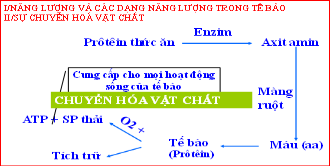 I/NĂNG LƯỢNG VÀ CÁC DẠNG NĂNG LƯỢNG TRONG TẾ BÀO
II/SỰ CHUYỂN HOÁ VẬT CHẤT
Prôtêin thức ăn
Enzim
Axit amin
Cung cấp cho mọi hoạt động
sống của tế bào
Màng
ruột
CHUYỂN HÓA VẬT CHẤT
ATP + SP thải
O2 +
Tế bào
(Prôtêin)
Máu (aa)
Tích trữ